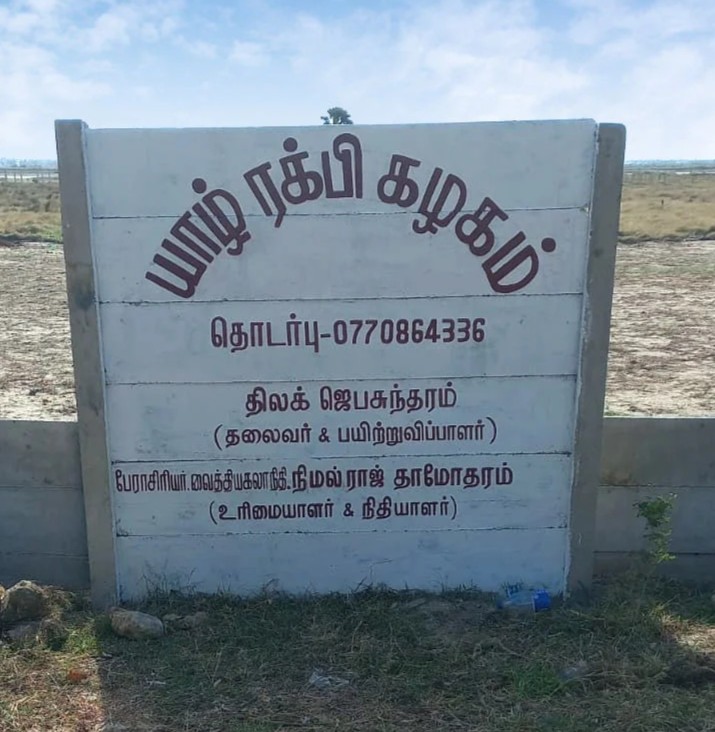 யாழ் ரக்பி கழகம்
தொடர்பு-0770864336
திலக் ஜெபசுந்தரம்
(தலைவர் & பயிற்றுவிப்பாளர்)
பேராசிரியர். வைத்தியகலாநிதி. நிமல்ராஜ் தாமோதரம்
(உரிமையாளர் & நிதியாளர்)